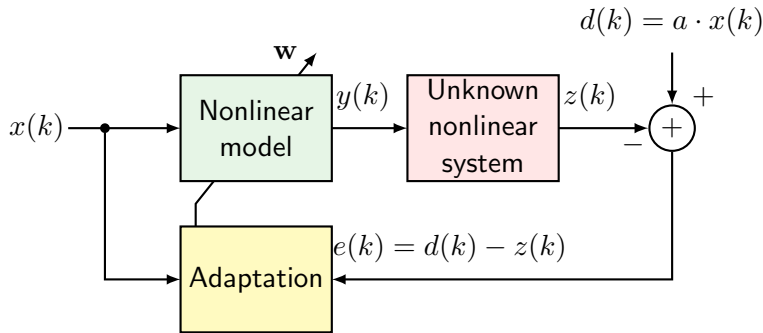 d(k) = a · x(k)
w
Nonlinear
model
y(k)
Unknown
nonlinear
system
z(k)
+
x(k)
+
−
Adaptation
e(k) = d(k) − z(k)